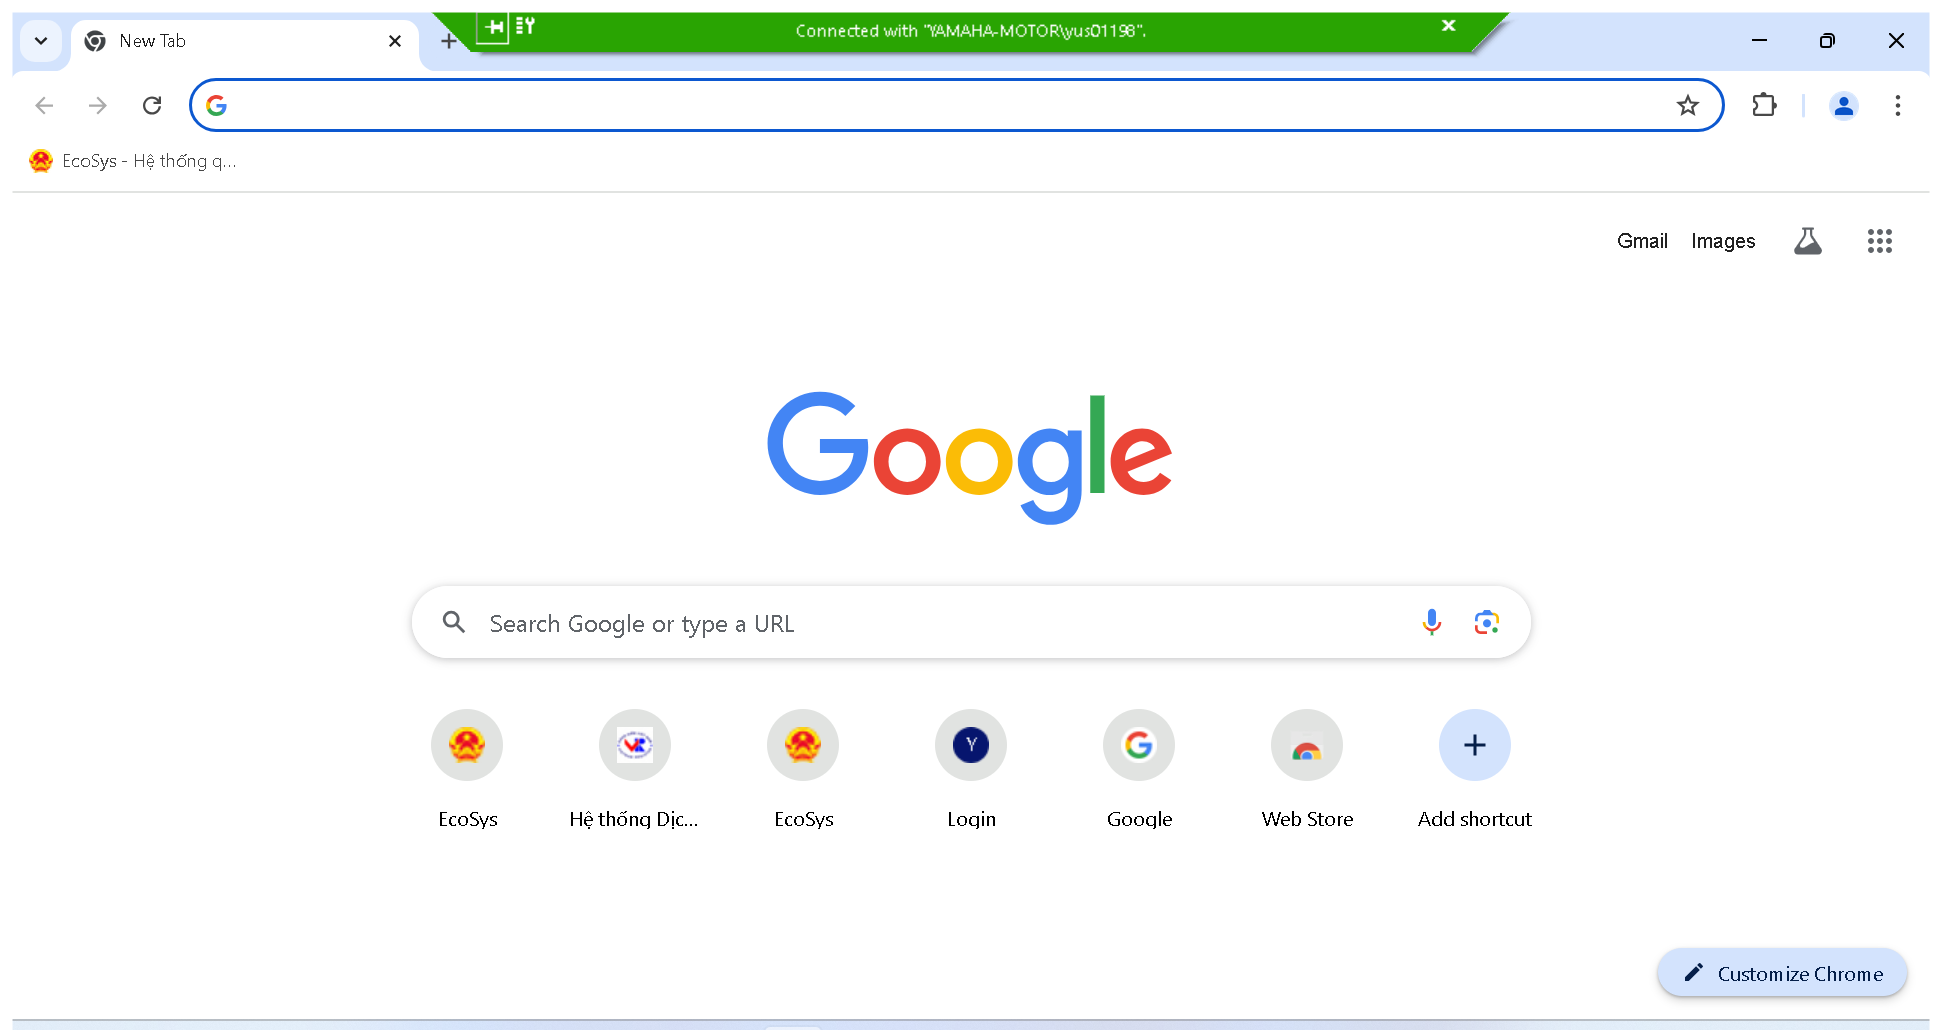 New Tab
Connected with "YAMAHA-MOTOR\yus01198".
EcoSys - Hệ thống q...
Gmail Images
Google
Search Google or type a URL
EcoSys
Hệ thống Dịc...
EcoSys
Y
Login
Google
Web Store
Add shortcut
Customize Chrome